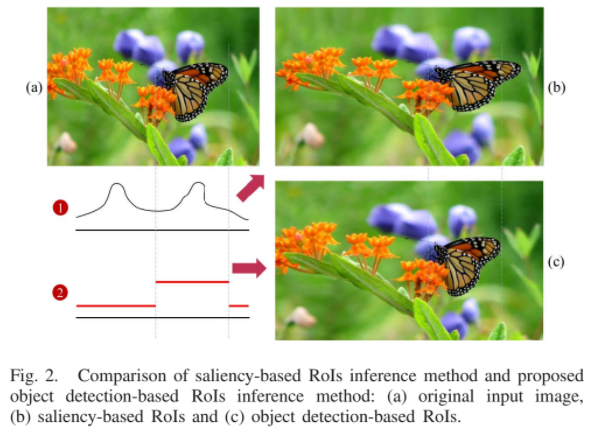 (a)
(b)
1
2
(c)
Fig. 2. Comparison of saliency-based RoIs inference method and proposed
object detection-based RoIs inference method: (a) original input image,
(b) saliency-based RoIs and (c) object detection-based RoIs.